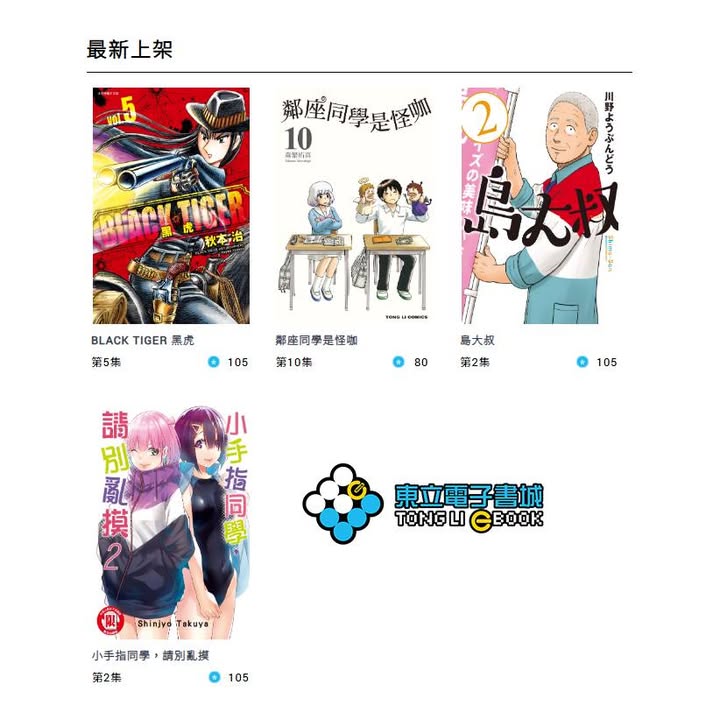 最新上架
vol.5
BLACK TIGER
黑虎
秋本・治
鄰座同學是怪咖
10
森繁拓真
TONG LI COMICS
2
川野ようぶんどう
ズの美味
島大叔
BLACK TIGER 黑虎
第5集
105
鄰座同學是怪咖
第10集
80
島大叔
第2集
105
小手指同學,
請別亂摸
2
限
Shinjyo Takuya
東立電子書城
TONG LI eBOOK
小手指同學,請別亂摸
第2集
105